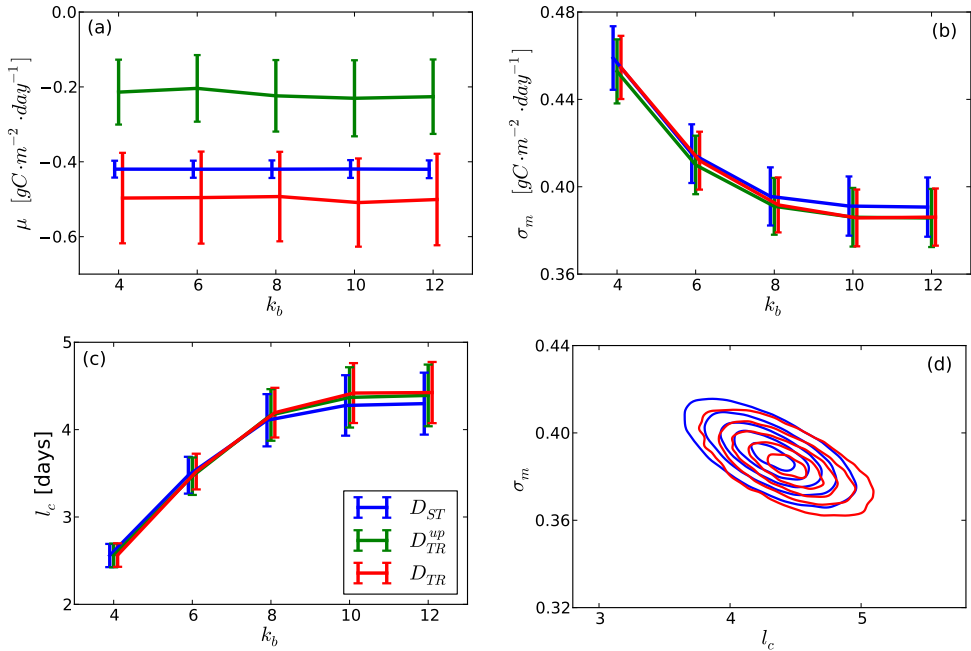 (a)
0.0
−0.2
−0.4
−0.6
μ [gC·m⁻²·day⁻¹]
4 6 8 10 12
k_b
(b)
0.48
0.44
0.40
0.36
σ_m [gC·m⁻²·day⁻¹]
4 6 8 10 12
k_b
(c)
5
4
3
2
l_c [days]
4 6 8 10 12
k_b
D_ST
D_TR^up
D_TR
(d)
0.44
0.40
0.36
0.32
σ_m
3 4 5
l_c